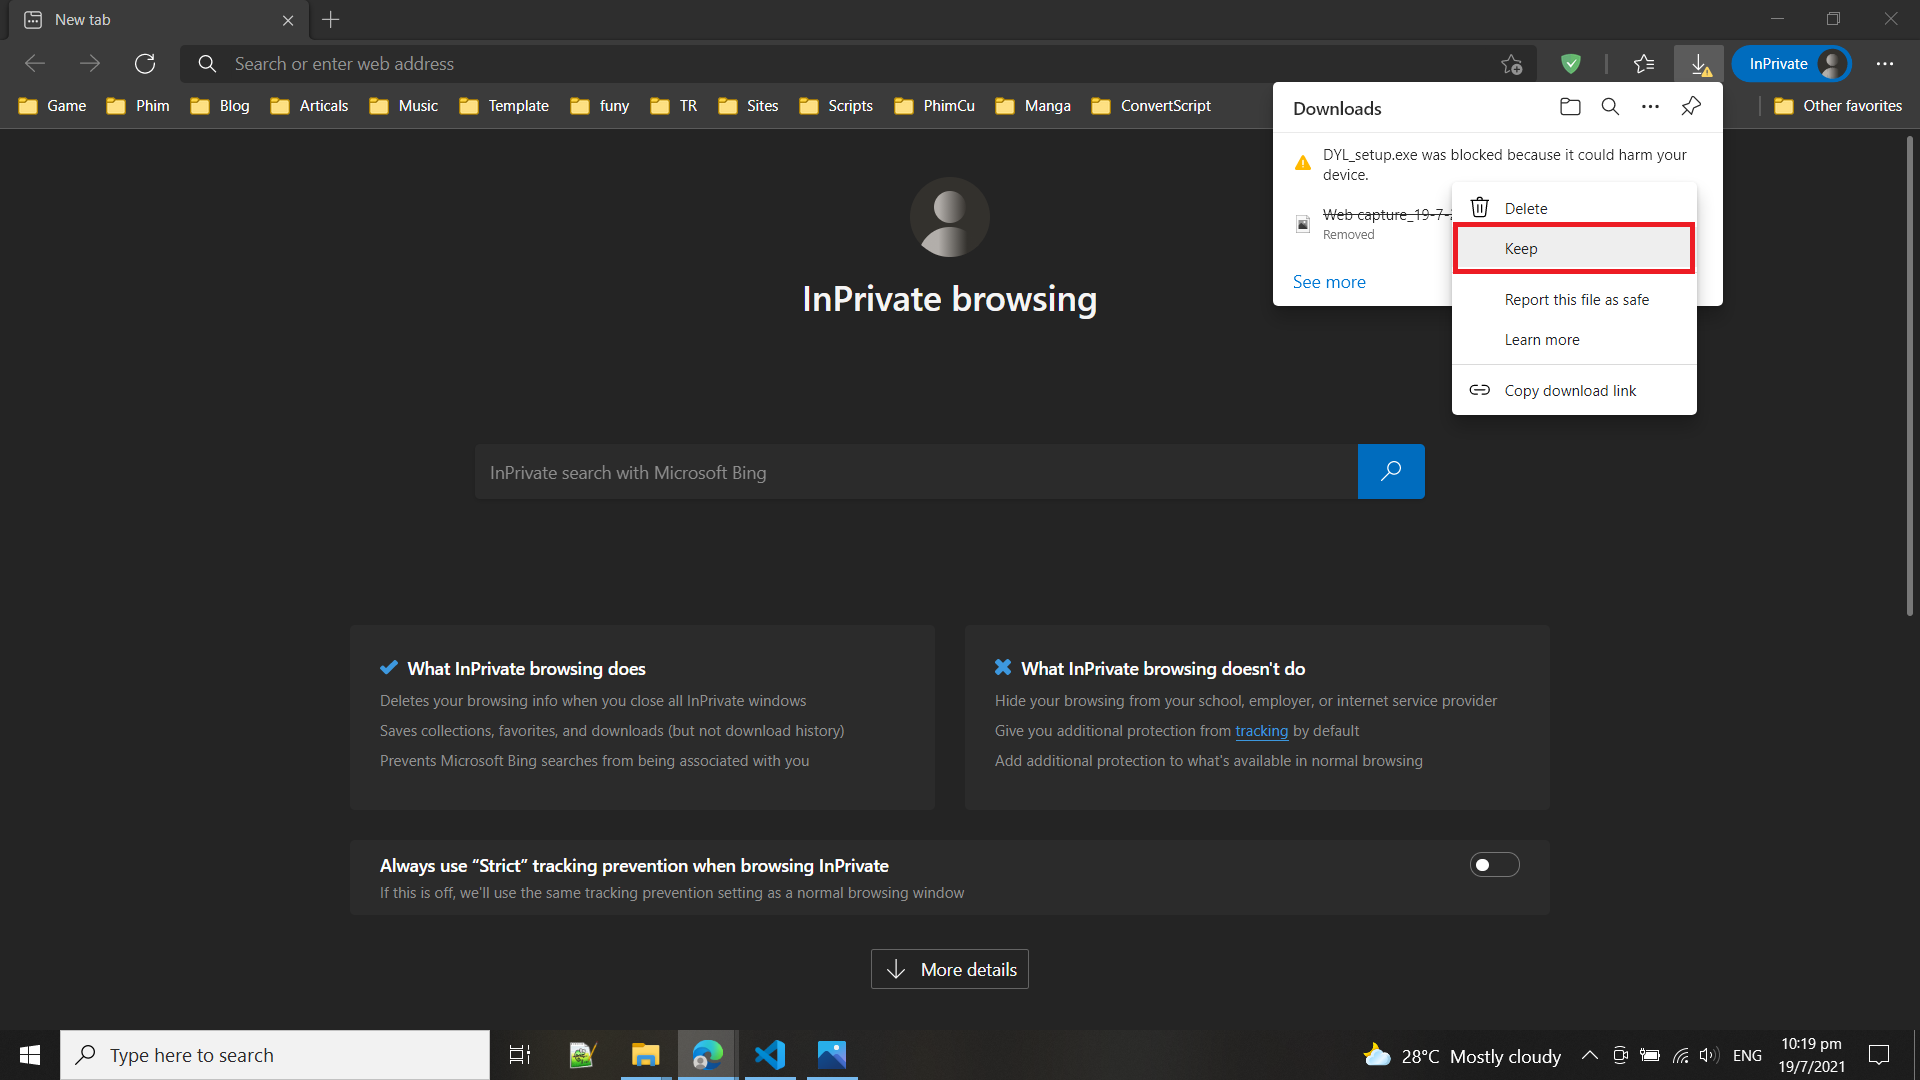 New tab
Search or enter web address
InPrivate
Game
Phim
Blog
Articals
Music
Template
funy
TR
Sites
Scripts
PhimCu
Manga
ConvertScript
Other favorites
Downloads
DYL_setup.exe was blocked because it could harm your
device.
Web capture_19-7-
Removed
See more
Delete
Keep
Report this file as safe
Learn more
Copy download link
InPrivate browsing
InPrivate search with Microsoft Bing
What InPrivate browsing does
Deletes your browsing info when you close all InPrivate windows
Saves collections, favorites, and downloads (but not download history)
Prevents Microsoft Bing searches from being associated with you
What InPrivate browsing doesn't do
Hide your browsing from your school, employer, or internet service provider
Give you additional protection from tracking by default
Add additional protection to what's available in normal browsing
Always use “Strict” tracking prevention when browsing InPrivate
If this is off, we'll use the same tracking prevention setting as a normal browsing window
More details
Type here to search
28°C Mostly cloudy
ENG
10:19 pm
19/7/2021